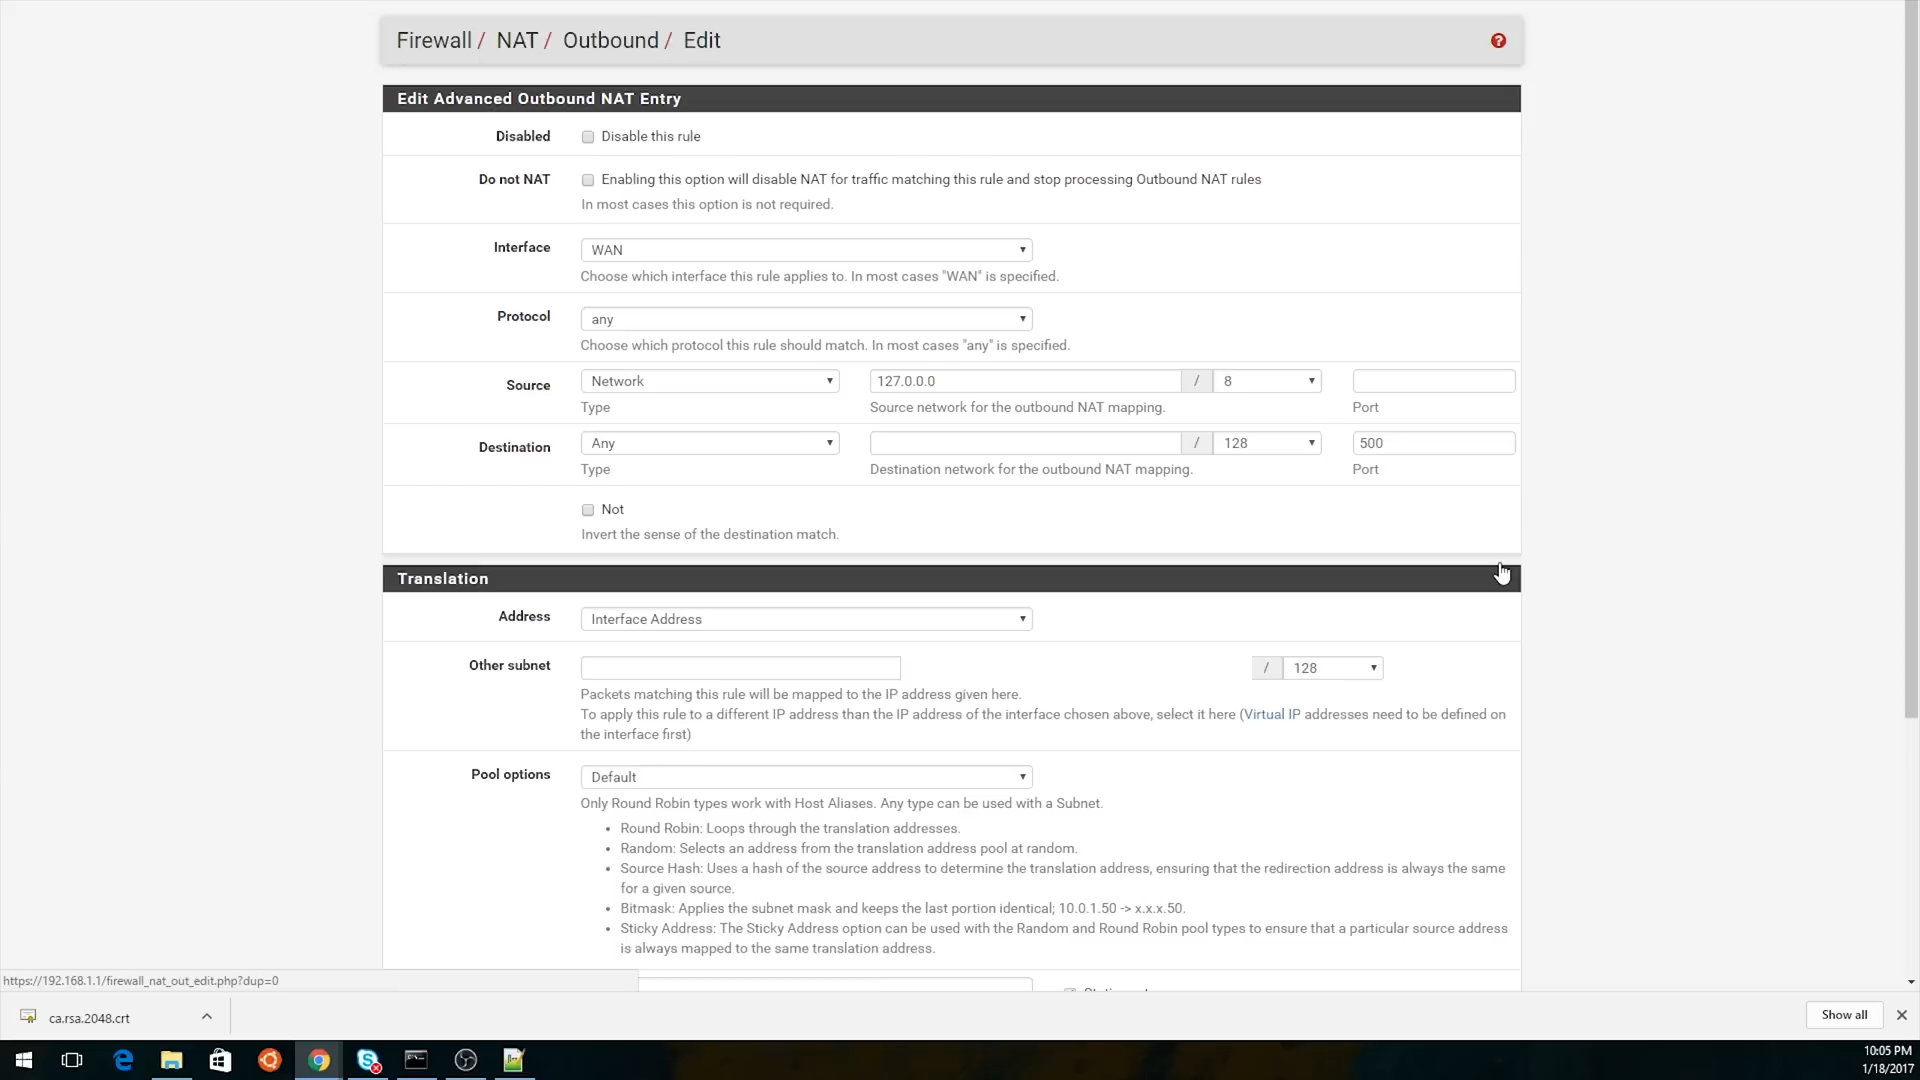 Firewall / NAT / Outbound / Edit
Edit Advanced Outbound NAT Entry
Disabled Disable this rule
Do not NAT Enabling this option will disable NAT for traffic matching this rule and stop processing Outbound NAT rules
In most cases this option is not required.
Interface WAN
Choose which interface this rule applies to. In most cases "WAN" is specified.
Protocol any
Choose which protocol this rule should match. In most cases "any" is specified.
Source Network 127.0.0.0 / 8
Type Source network for the outbound NAT mapping. Port
Destination Any / 128 500
Type Destination network for the outbound NAT mapping. Port
Not
Invert the sense of the destination match.
Translation
Address Interface Address
Other subnet / 128
Packets matching this rule will be mapped to the IP address given here.
To apply this rule to a different IP address than the IP address of the interface chosen above, select it here (Virtual IP addresses need to be defined on
the interface first)
Pool options Default
Only Round Robin types work with Host Aliases. Any type can be used with a Subnet.
• Round Robin: Loops through the translation addresses.
• Random: Selects an address from the translation address pool at random.
• Source Hash: Uses a hash of the source address to determine the translation address, ensuring that the redirection address is always the same
for a given source.
• Bitmask: Applies the subnet mask and keeps the last portion identical; 10.0.1.50 -> x.x.x.50.
• Sticky Address: The Sticky Address option can be used with the Random and Round Robin pool types to ensure that a particular source address
is always mapped to the same translation address.
https://192.168.1.1/firewall_nat_out_edit.php?dup=0
ca.rsa.2048.crt
Show all
10:05 PM
1/18/2017